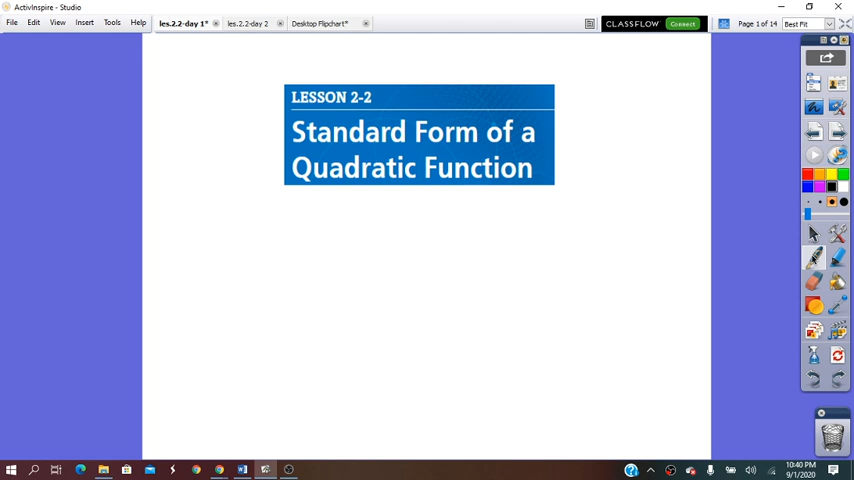 ActivInspire - Studio
File Edit View Insert Tools Help les.2.2-day 1* les.2.2-day 2 Desktop Flipchart* CLASSFLOW Connect Page 1 of 14 Best Fit
LESSON 2-2
Standard Form of a
Quadratic Function
10:40 PM
9/1/2020